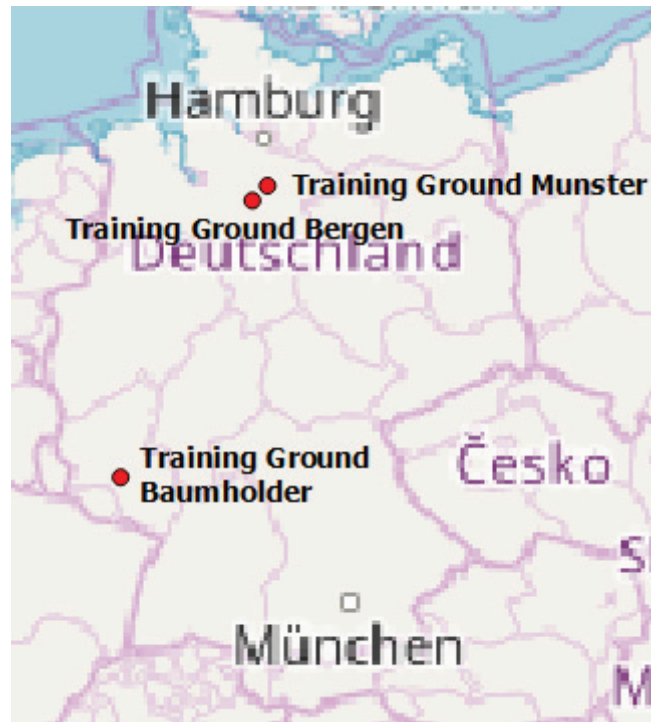 Hamburg
Training Ground Munster
Training Ground Bergen
Deutschland
Training Ground
Baumholder
Česko
München